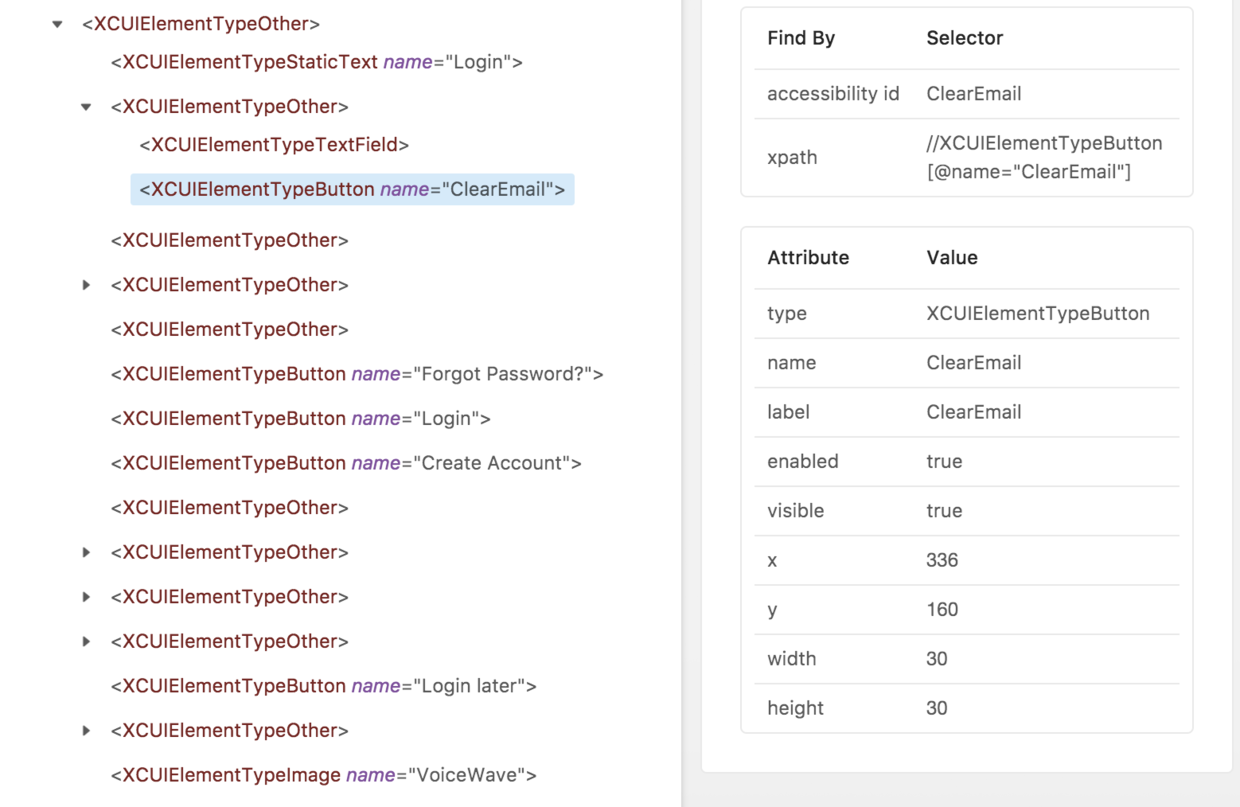 <XCUIElementTypeOther>
<XCUIElementTypeStaticText name="Login">
<XCUIElementTypeOther>
<XCUIElementTypeTextField>
<XCUIElementTypeButton name="ClearEmail">
<XCUIElementTypeOther>
<XCUIElementTypeOther>
<XCUIElementTypeOther>
<XCUIElementTypeButton name="Forgot Password?">
<XCUIElementTypeButton name="Login">
<XCUIElementTypeButton name="Create Account">
<XCUIElementTypeOther>
<XCUIElementTypeOther>
<XCUIElementTypeOther>
<XCUIElementTypeOther>
<XCUIElementTypeButton name="Login later">
<XCUIElementTypeOther>
<XCUIElementTypeImage name="VoiceWave">
Find By Selector
accessibility id ClearEmail
xpath //XCUIElementTypeButton
[@name="ClearEmail"]
Attribute Value
type XCUIElementTypeButton
name ClearEmail
label ClearEmail
enabled true
visible true
x 336
y 160
width 30
height 30